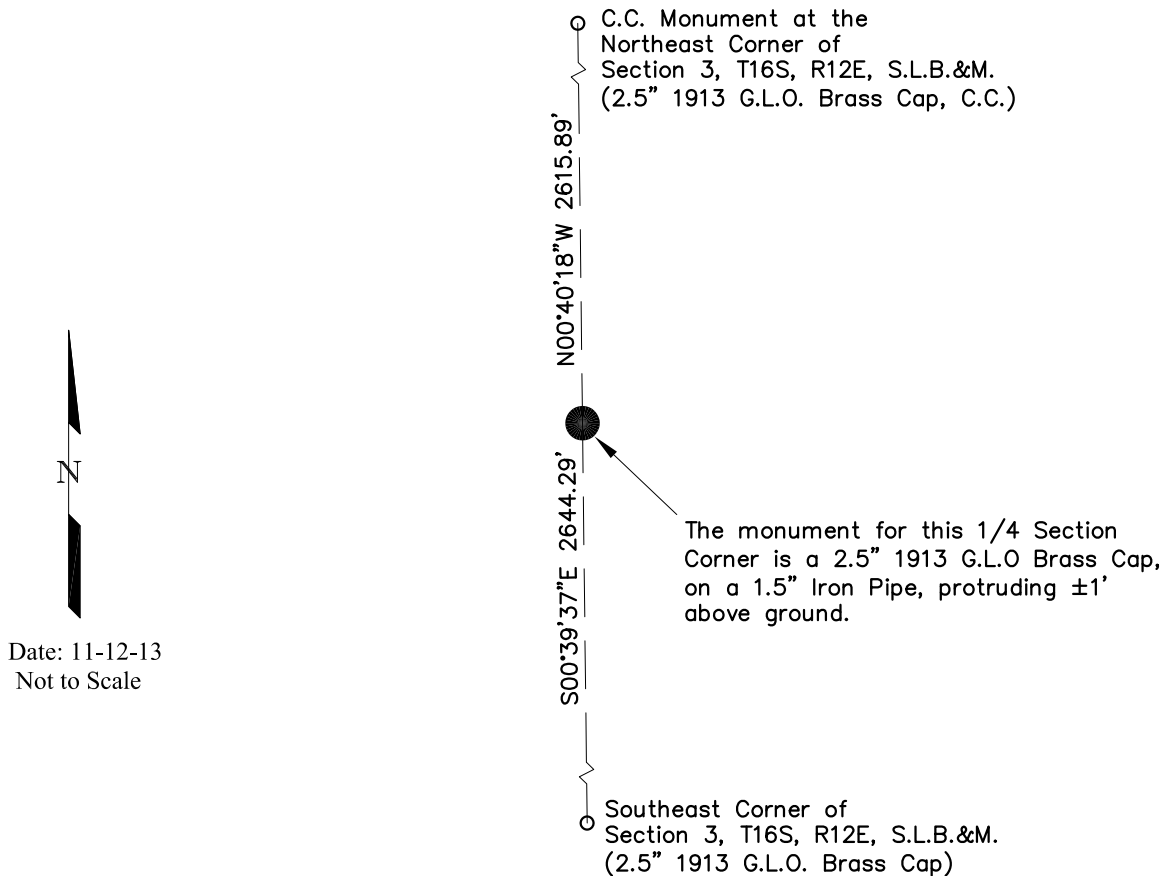 C.C. Monument at the
Northeast Corner of
Section 3, T16S, R12E, S.L.B.&M.
(2.5" 1913 G.L.O. Brass Cap, C.C.)
N00°40'18"W 2615.89'
N
S00°39'37"E 2644.29'
The monument for this 1/4 Section
Corner is a 2.5" 1913 G.L.O Brass Cap,
on a 1.5" Iron Pipe, protruding ±1'
above ground.
Date: 11-12-13
Not to Scale
Southeast Corner of
Section 3, T16S, R12E, S.L.B.&M.
(2.5" 1913 G.L.O. Brass Cap)